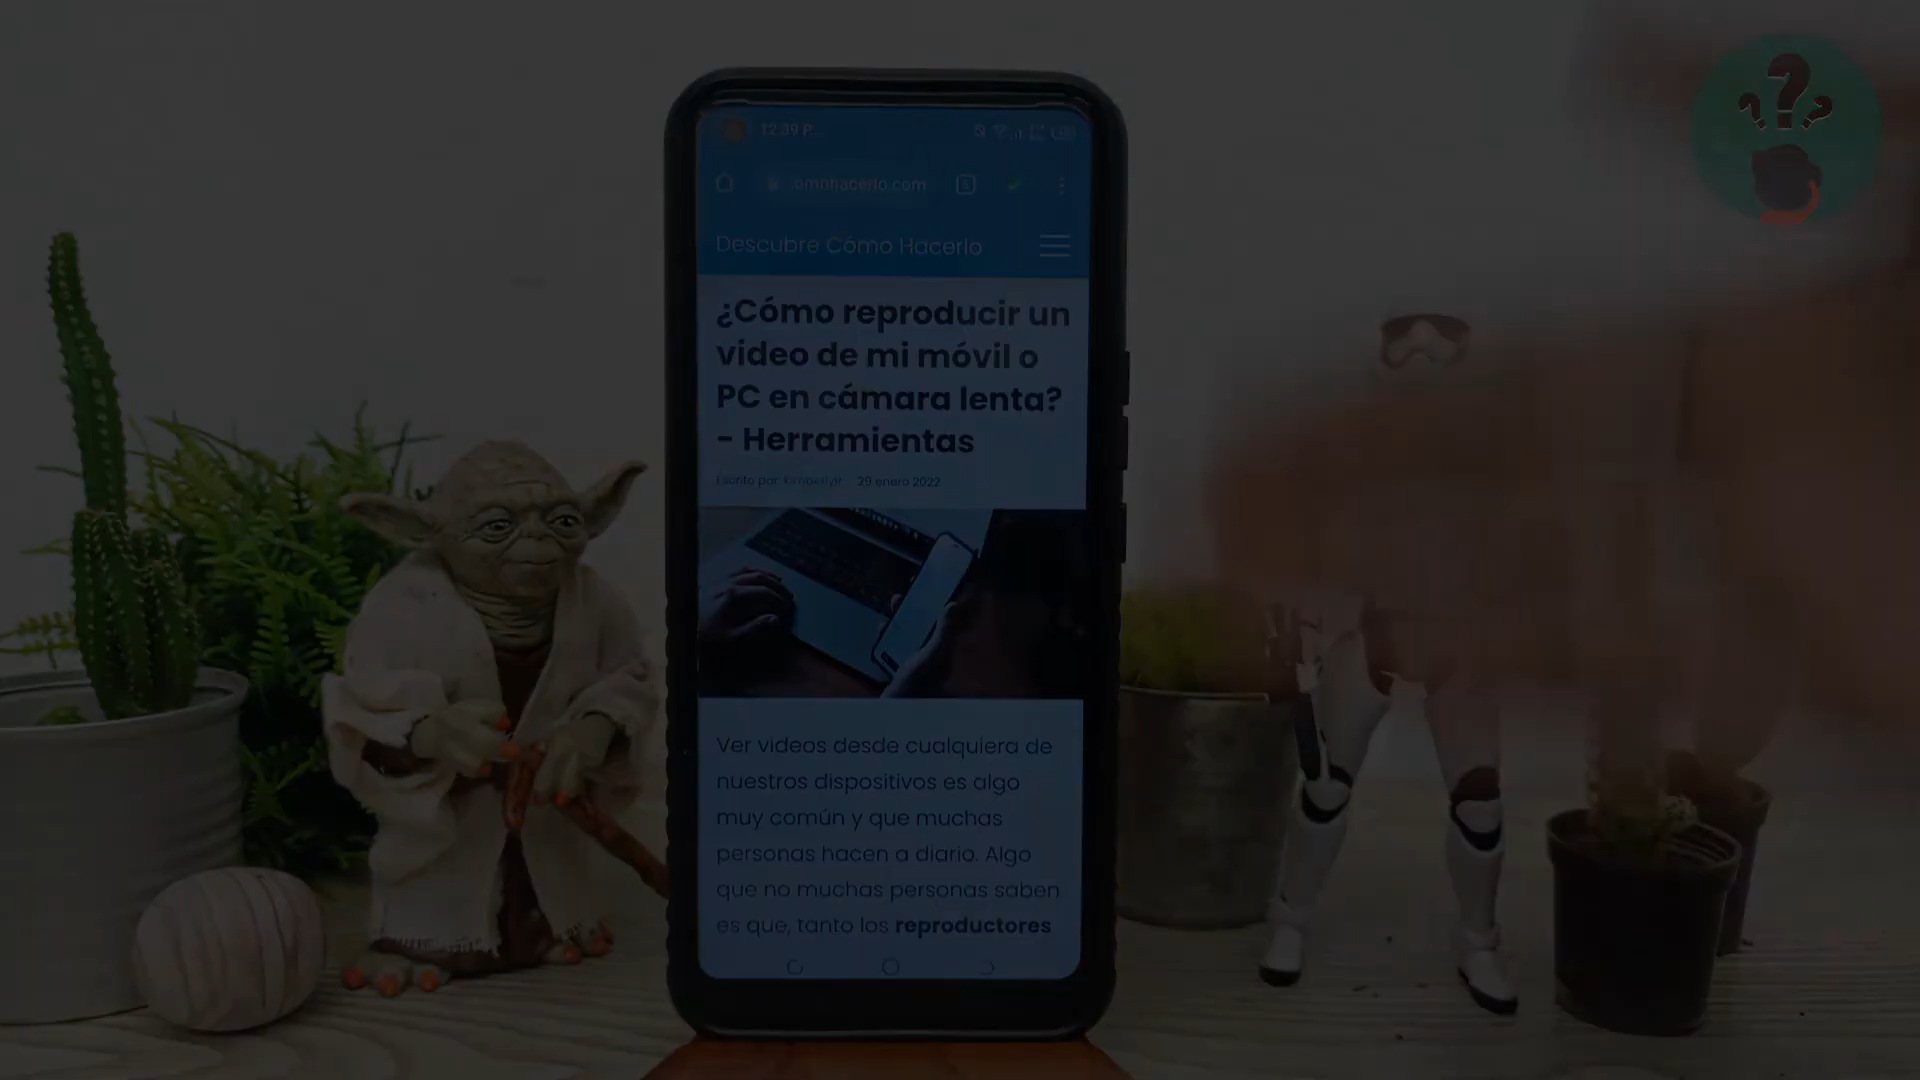 12:39 P...
omohacerlo.com
Descubre Cómo Hacerlo
¿Cómo reproducir un
video de mi móvil o
PC en cámara lenta?
- Herramientas
Escrito por: 29 enero 2022
Ver videos desde cualquiera de
nuestros dispositivos es algo
muy común y que muchas
personas hacen a diario. Algo
que no muchas personas saben
es que, tanto los reproductores